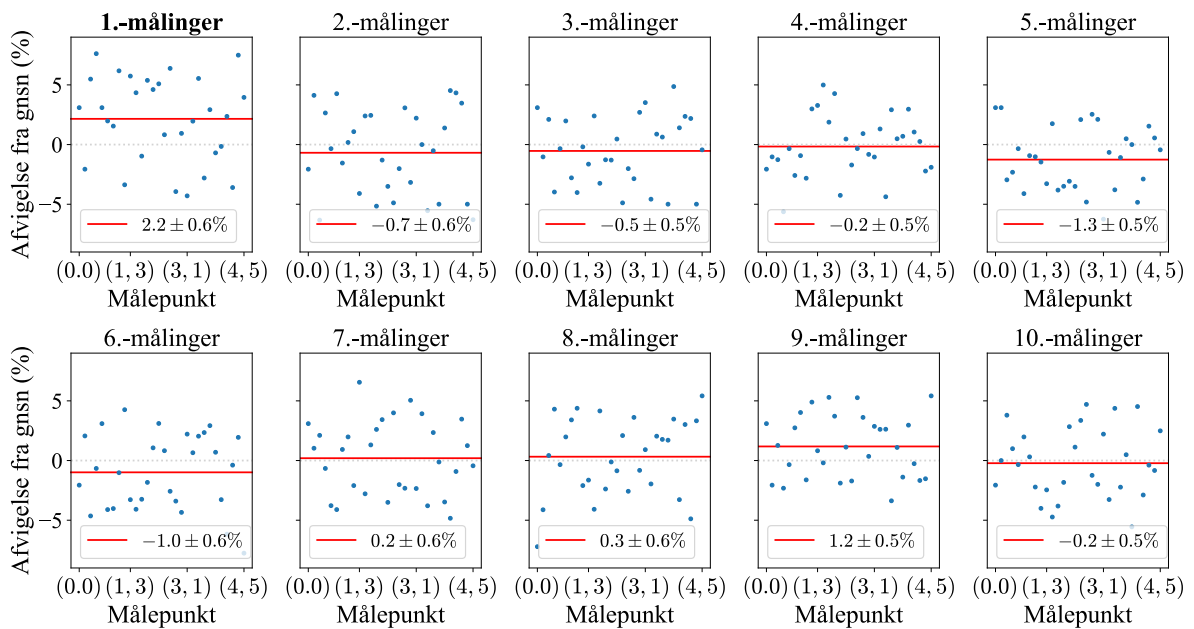 1.-målinger 2.-målinger 3.-målinger 4.-målinger 5.-målinger
Afvigelse fra gnsn (%)
5
0
−5
2.2 ± 0.6% −0.7 ± 0.6% −0.5 ± 0.5% −0.2 ± 0.5% −1.3 ± 0.5%
(0.0) (1, 3) (3, 1) (4, 5) (0.0) (1, 3) (3, 1) (4, 5) (0.0) (1, 3) (3, 1) (4, 5) (0.0) (1, 3) (3, 1) (4, 5) (0.0) (1, 3) (3, 1) (4, 5)
Målepunkt Målepunkt Målepunkt Målepunkt Målepunkt
6.-målinger 7.-målinger 8.-målinger 9.-målinger 10.-målinger
Afvigelse fra gnsn (%)
5
0
−5
−1.0 ± 0.6% 0.2 ± 0.6% 0.3 ± 0.6% 1.2 ± 0.5% −0.2 ± 0.5%
(0.0) (1, 3) (3, 1) (4, 5) (0.0) (1, 3) (3, 1) (4, 5) (0.0) (1, 3) (3, 1) (4, 5) (0.0) (1, 3) (3, 1) (4, 5) (0.0) (1, 3) (3, 1) (4, 5)
Målepunkt Målepunkt Målepunkt Målepunkt Målepunkt